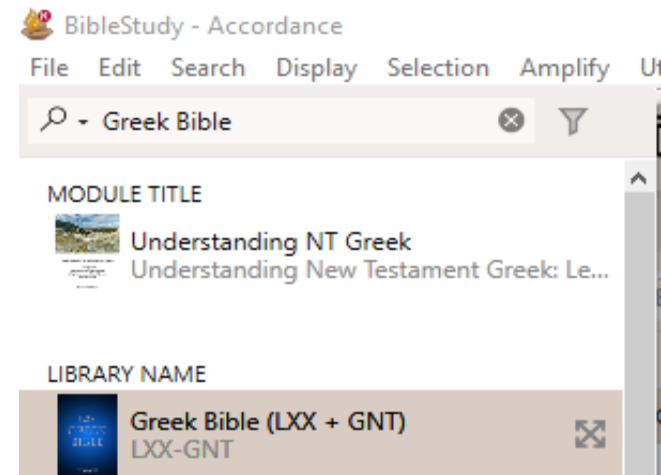 BibleStudy - Accordance
File Edit Search Display Selection Amplify Ut
Greek Bible
MODULE TITLE
Understanding NT Greek
Understanding New Testament Greek: Le...
LIBRARY NAME
Greek Bible (LXX + GNT)
LXX-GNT